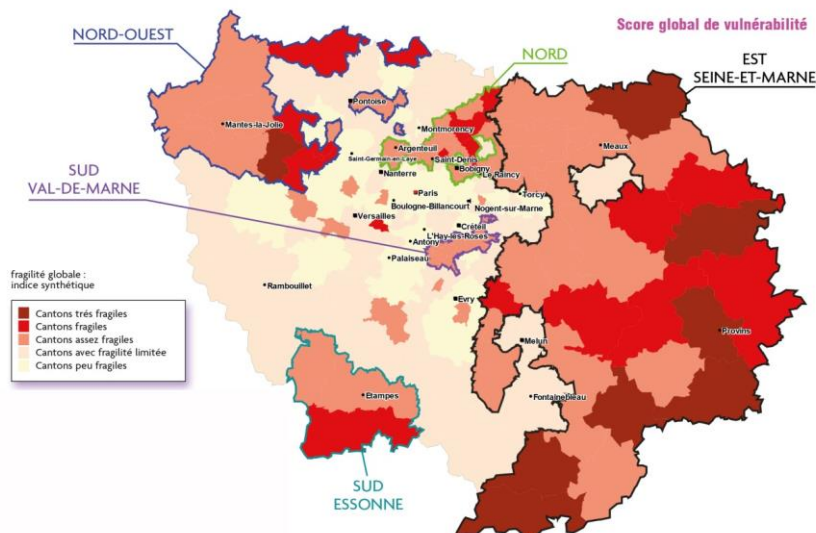 Score global de vulnérabilité
NORD-OUEST
NORD
EST
SEINE-ET-MARNE
Pontoise
Mantes-la-Jolie
Montmorency
Meaux
Argenteuil
Saint-Germain-en-Laye
Saint-Denis
Bobigny
Le Raincy
Nanterre
SUD
VAL-DE-MARNE
Paris
Torcy
Boulogne-Billancourt
Nogent-sur-Marne
Versailles
Créteil
L'Hay-les-Roses
Antony
Palaiseau
fragilité globale :
indice synthétique
Rambouillet
Evry
Cantons trés fragiles
Cantons fragiles
Cantons assez fragiles
Cantons avec fragilité limitée
Cantons peu fragiles
Provins
Melun
Etampes
Fontainebleau
SUD
ESSONNE